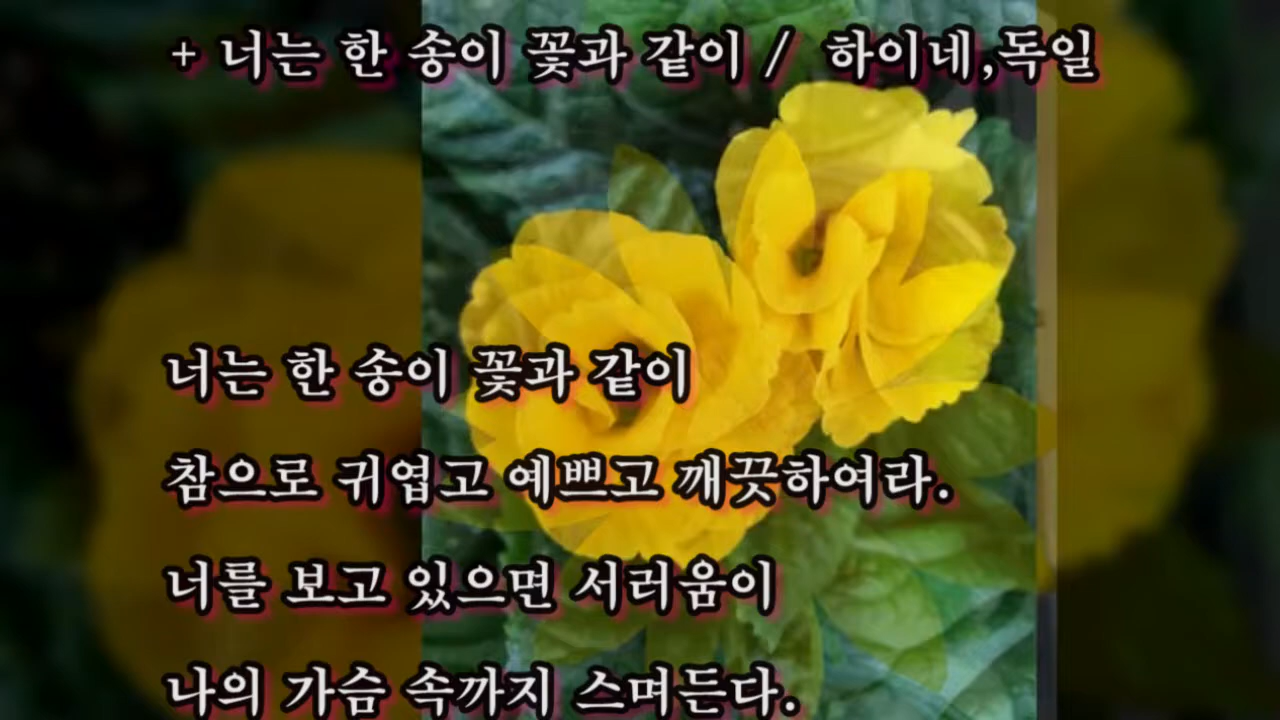 + 너는 한 송이 꽃과 같이 / 하이네,독일
너는 한 송이 꽃과 같이
참으로 귀엽고 예쁘고 깨끗하여라.
너를 보고 있으면 서러움이
나의 가슴 속까지 스며든다.